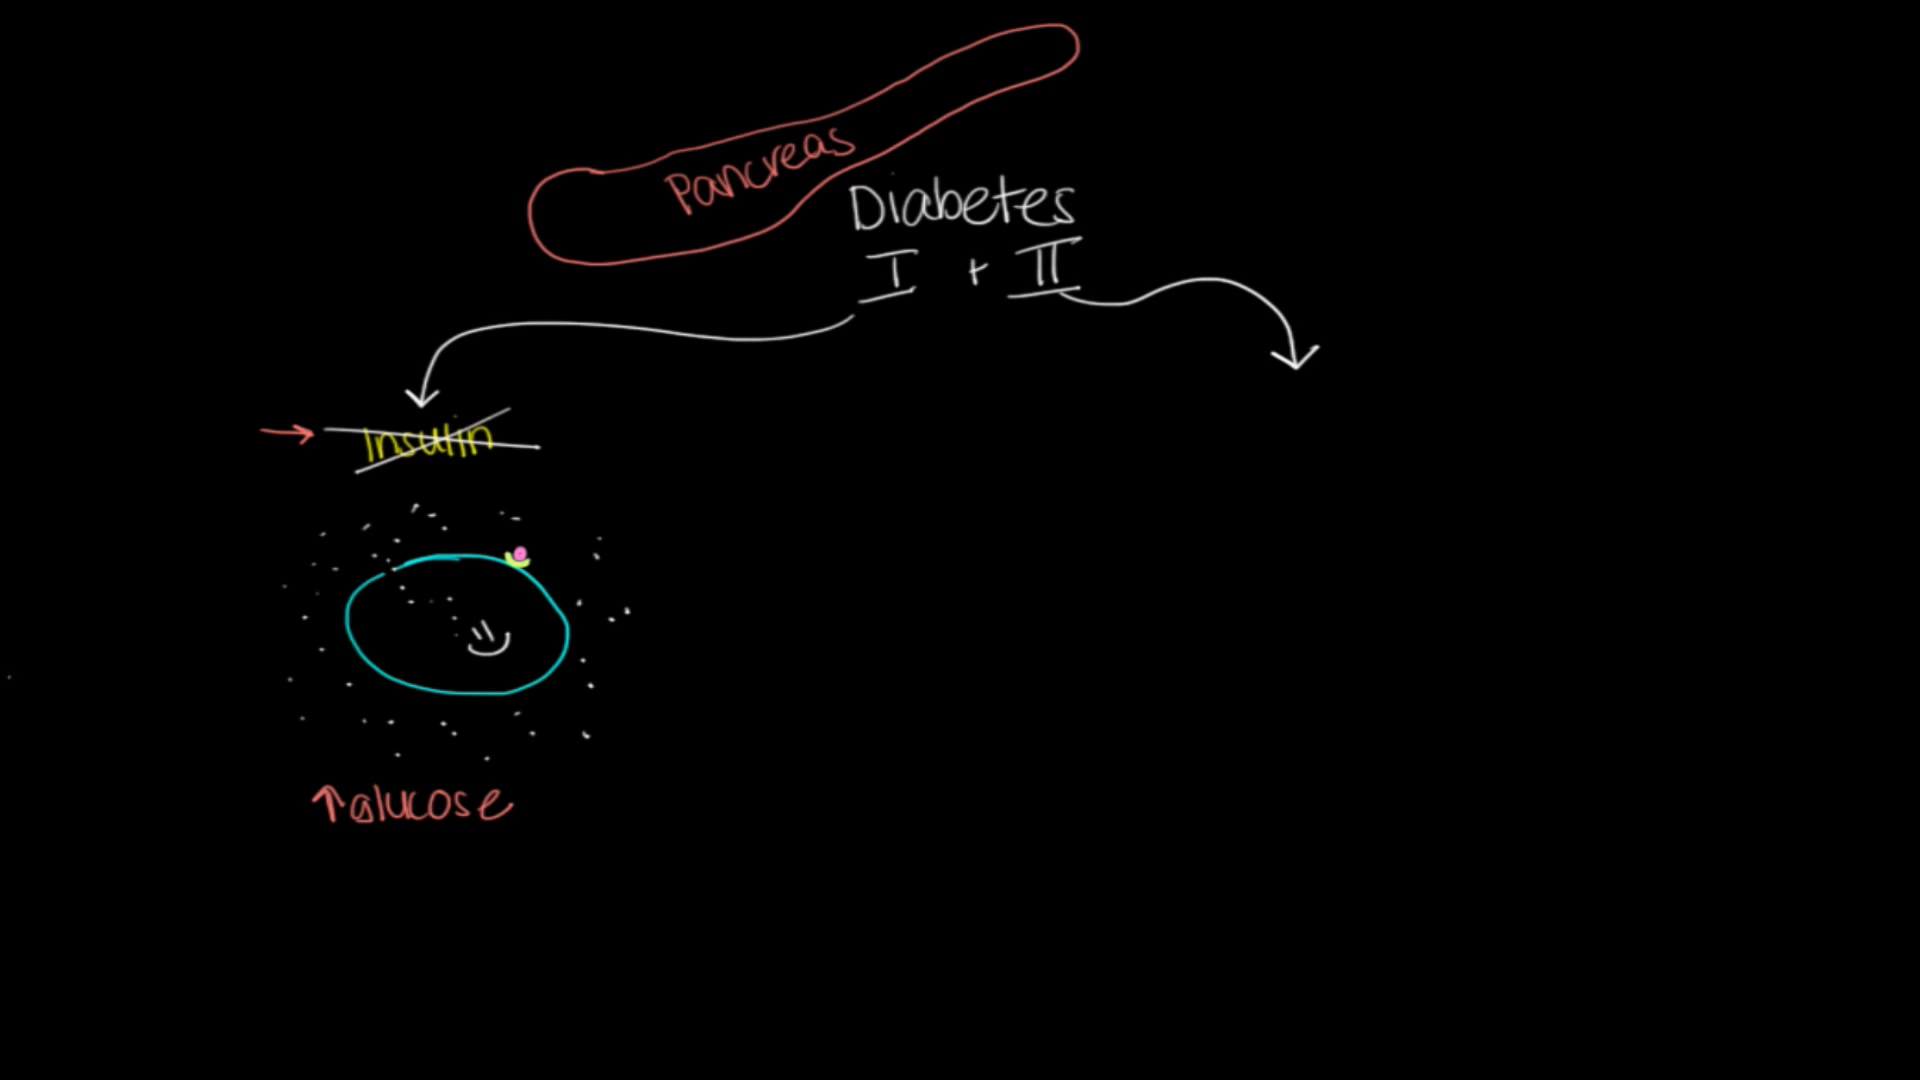 Pancreas
Diabetes
I + II
Insulin
↑glucose